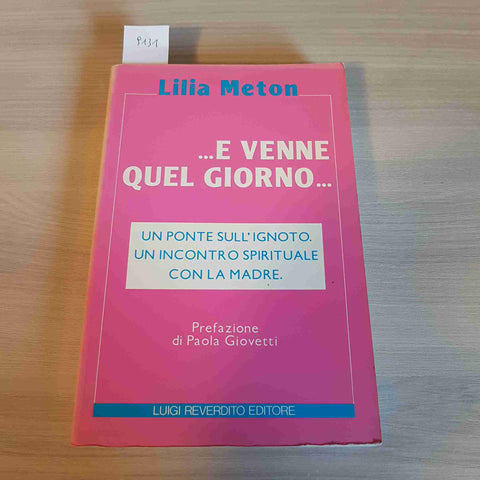 9131
Lilia Meton
...E VENNE
QUEL GIORNO...
UN PONTE SULL'IGNOTO.
UN INCONTRO SPIRITUALE
CON LA MADRE.
Prefazione
di Paola Giovetti
LUIGI REVERDITO EDITORE